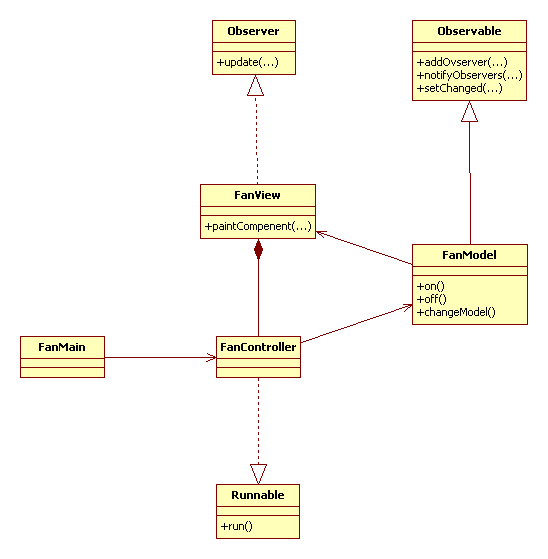 Observer
+update(...)
Observable
+addOvserver(...)
+notifyObservers(...)
+setChanged(...)
FanView
+paintCompenent(...)
FanModel
+on()
+off()
+changeModel()
FanMain
FanController
Runnable
+run()